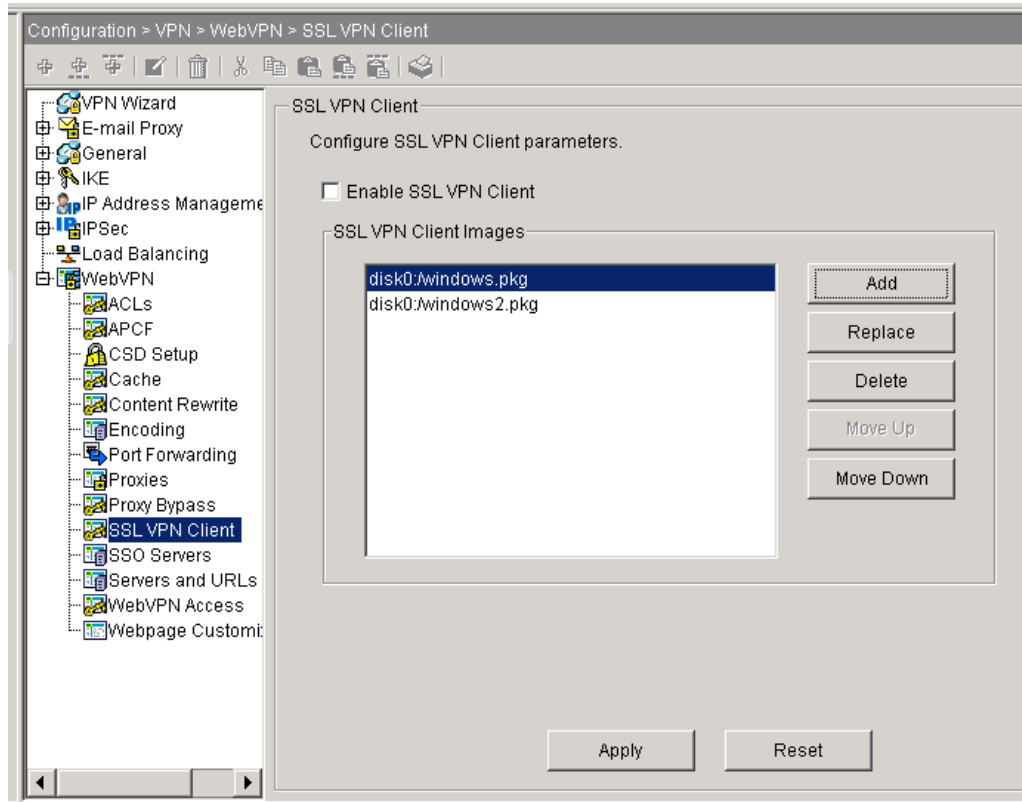 Configuration > VPN > WebVPN > SSL VPN Client
VPN Wizard
E-mail Proxy
General
IKE
IP Address Manageme
IPSec
Load Balancing
WebVPN
ACLs
APCF
CSD Setup
Cache
Content Rewrite
Encoding
Port Forwarding
Proxies
Proxy Bypass
SSL VPN Client
SSO Servers
Servers and URLs
WebVPN Access
Webpage Customi
SSL VPN Client
Configure SSL VPN Client parameters.
Enable SSL VPN Client
SSL VPN Client Images
disk0:/windows.pkg
disk0:/windows2.pkg
Add
Replace
Delete
Move Up
Move Down
Apply
Reset